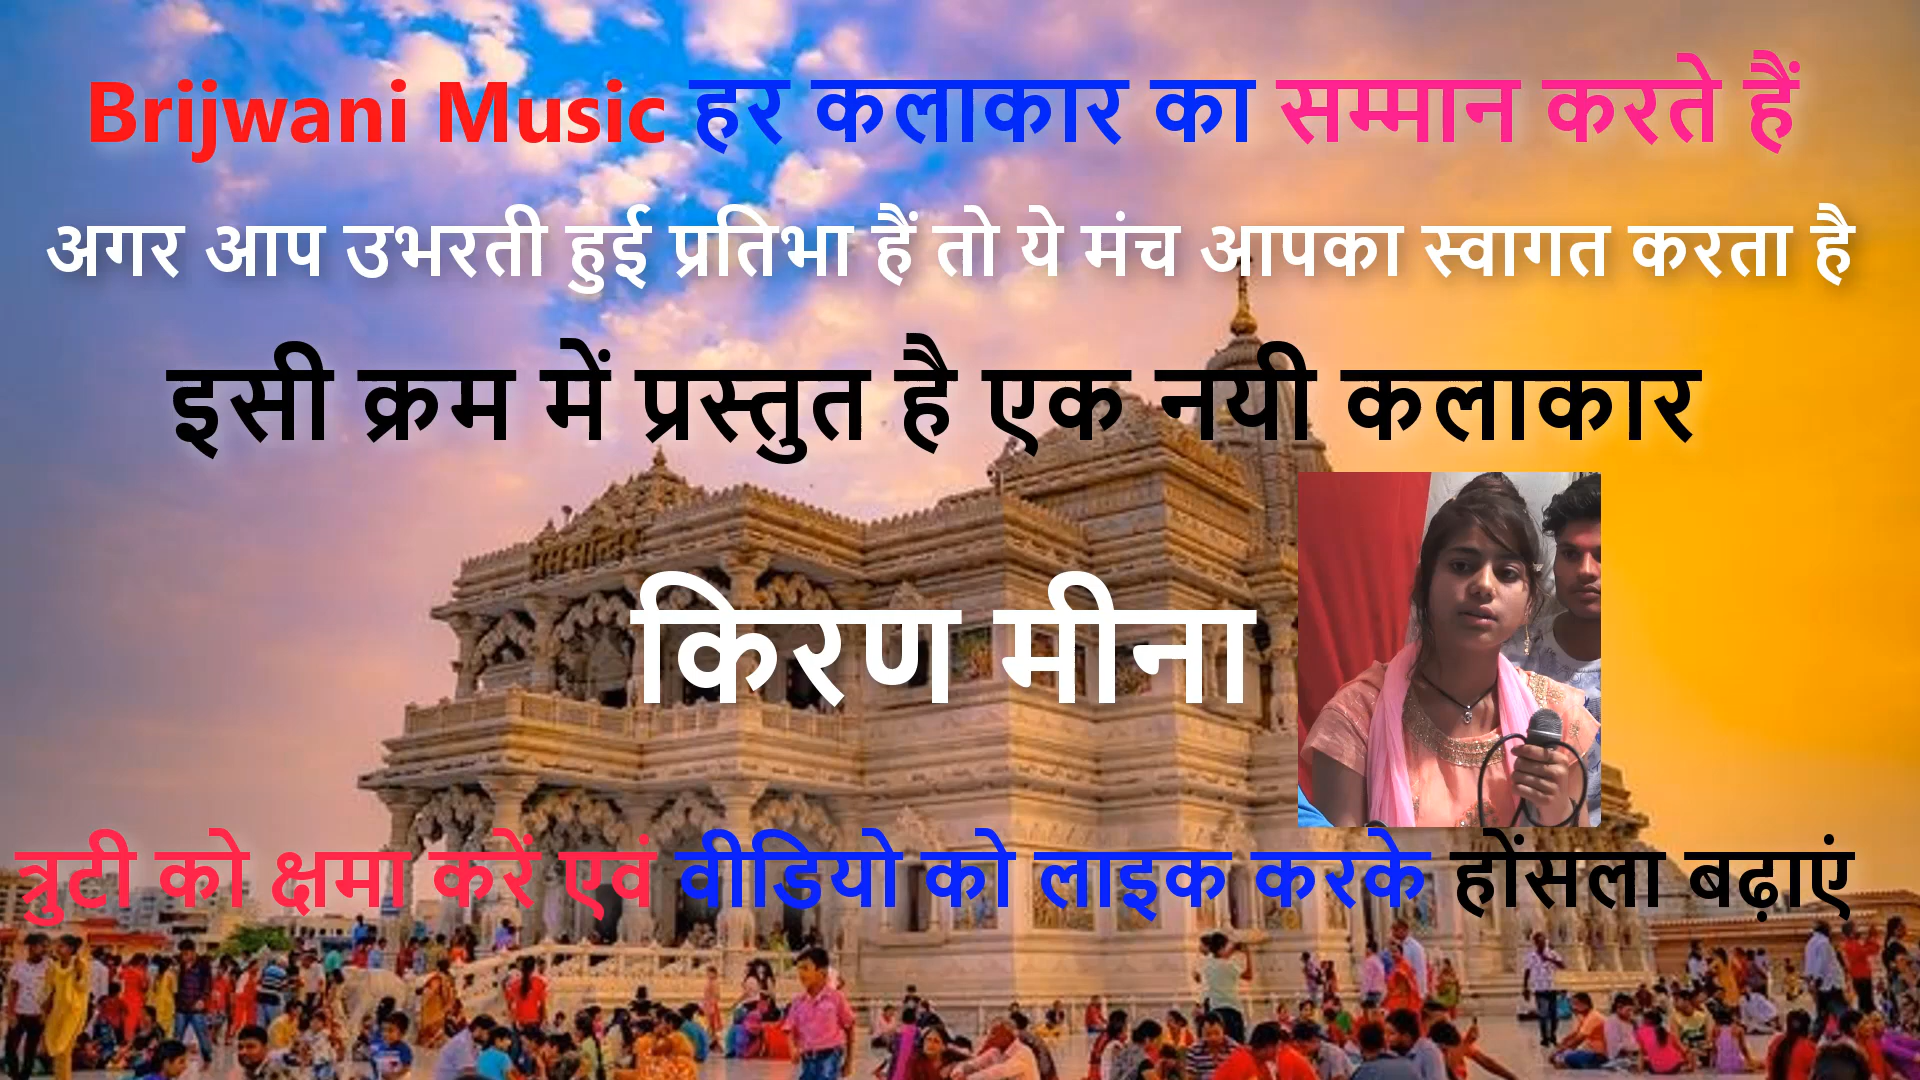 Brijwani Music हर कलाकार का सम्मान करते हैं
अगर आप उभरती हुई प्रतिभा हैं तो ये मंच आपका स्वागत करता है
इसी क्रम में प्रस्तुत है एक नयी कलाकार
किरण मीना
त्रुटी को क्षमा करें एवं वीडियो को लाइक करके होंसला बढ़ाएं